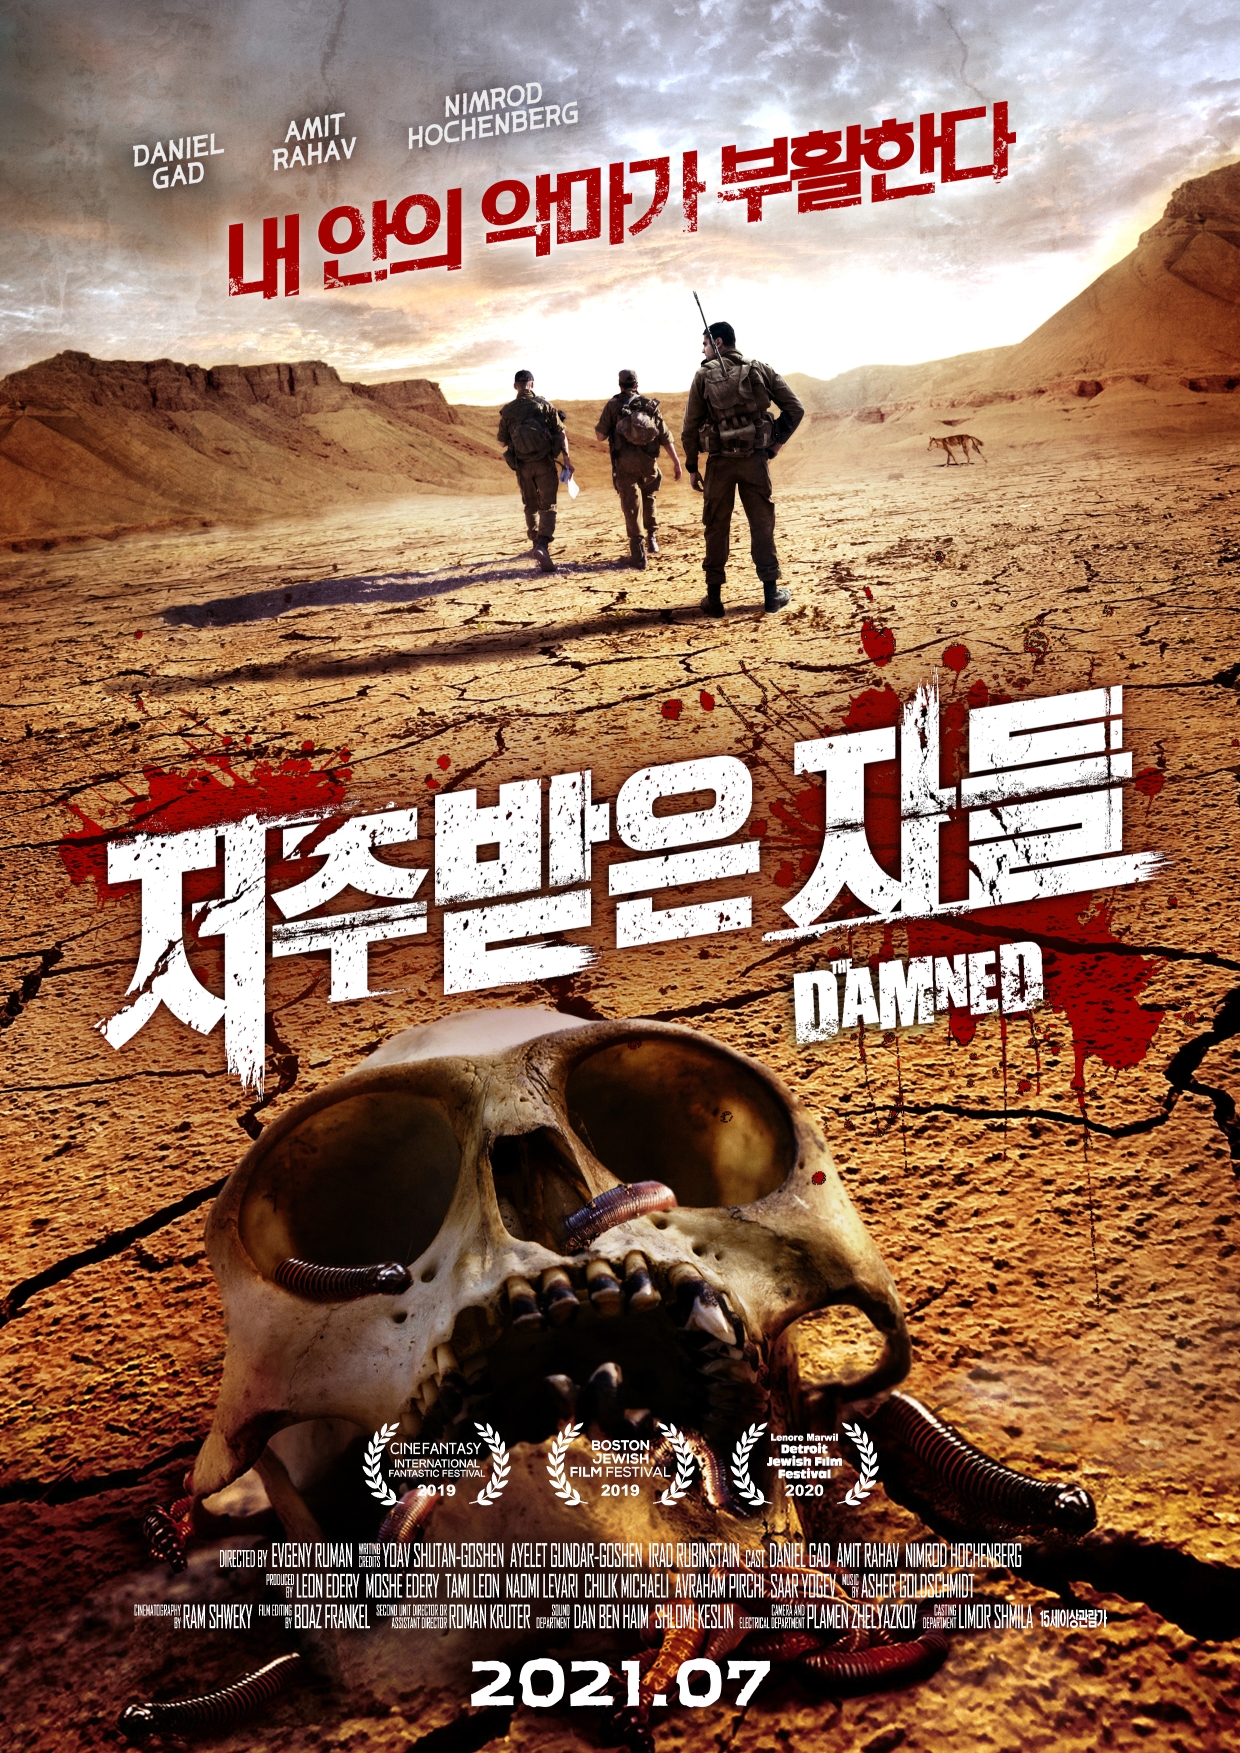 DANIEL
GAD
AMIT
RAHAV
NIMROD
HOCHENBERG
내 안의 악마가 부활한다
저주받은 자들
THE
DAMNED
CINEFANTASY
INTERNATIONAL
FANTASTIC FESTIVAL
2019
BOSTON
JEWISH
FILM FESTIVAL
2019
Lenore Marwil
Detroit
Jewish Film
Festival
2020
DIRECTED BY EVGENY RUMAN WRITING CREDITS YOAV SHUTAN-GOSHEN AYELET GUNDAR-GOSHEN IRAD RUBINSTAIN CAST DANIEL GAD AMIT RAHAV NIMROD HOCHENBERG
PRODUCED BY LEON EDERY MOSHE EDERY TAMI LEON NAOMI LEVARI CHILIK MICHAELI AVRAHAM PIRCHI SAAR YOGEV MUSIC BY ASHER GOLDSCHMIDT
CINEMATOGRAPHY BY RAM SHWEKY FILM EDITING BY BOAZ FRANKEL SECOND UNIT DIRECTOR OR ASSISTANT DIRECTOR ROMAN KRUTER SOUND DEPARTMENT DAN BEN HAIM SHLOMI KESLIN CAMERA AND ELECTRICAL DEPARTMENT PLAMEN ZHELYAZKOV CASTING DEPARTMENT LIMOR SHMILA 15세이상관람가
2021.07